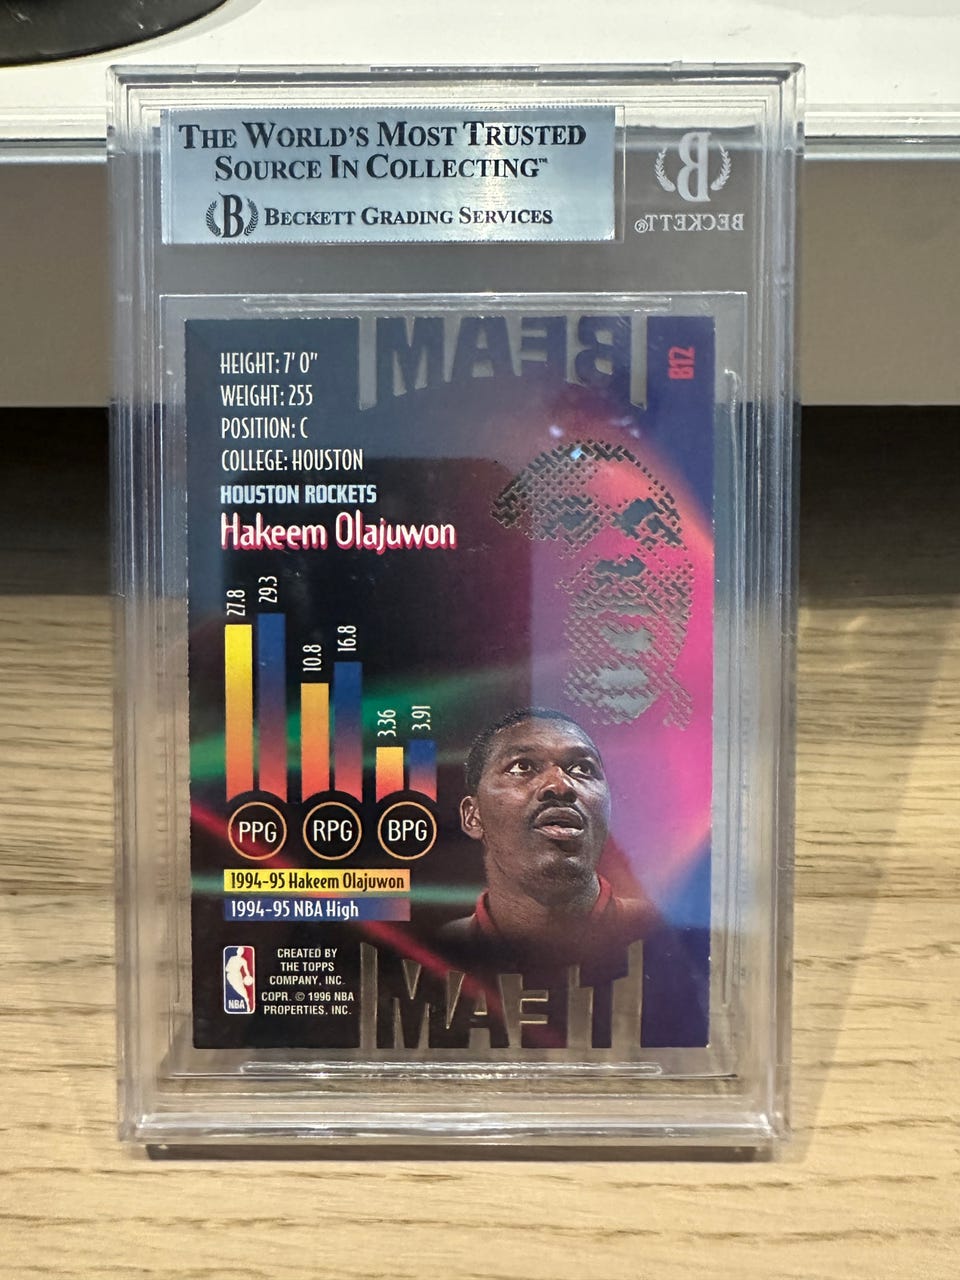 THE WORLD'S MOST TRUSTED
SOURCE IN COLLECTING™
B BECKETT GRADING SERVICES
B
BECKETT®
BEAM
B12
HEIGHT: 7' 0"
WEIGHT: 255
POSITION: C
COLLEGE: HOUSTON
HOUSTON ROCKETS
Hakeem Olajuwon
27.8
29.3
10.8
16.8
3.36
3.91
PPG
RPG
BPG
1994-95 Hakeem Olajuwon
1994-95 NBA High
NBA
CREATED BY
THE TOPPS
COMPANY, INC.
COPR. © 1996 NBA
PROPERTIES, INC.
TEAM